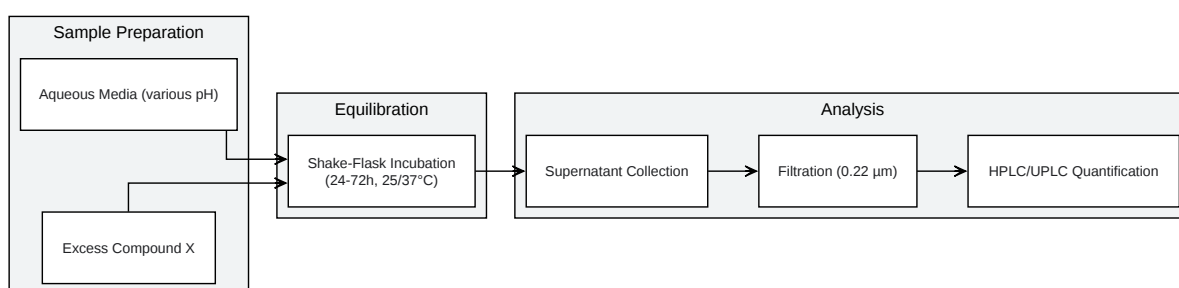 Sample Preparation
Aqueous Media (various pH)
Excess Compound X
Equilibration
Shake-Flask Incubation
(24-72h, 25/37°C)
Analysis
Supernatant Collection
Filtration (0.22 µm)
HPLC/UPLC Quantification